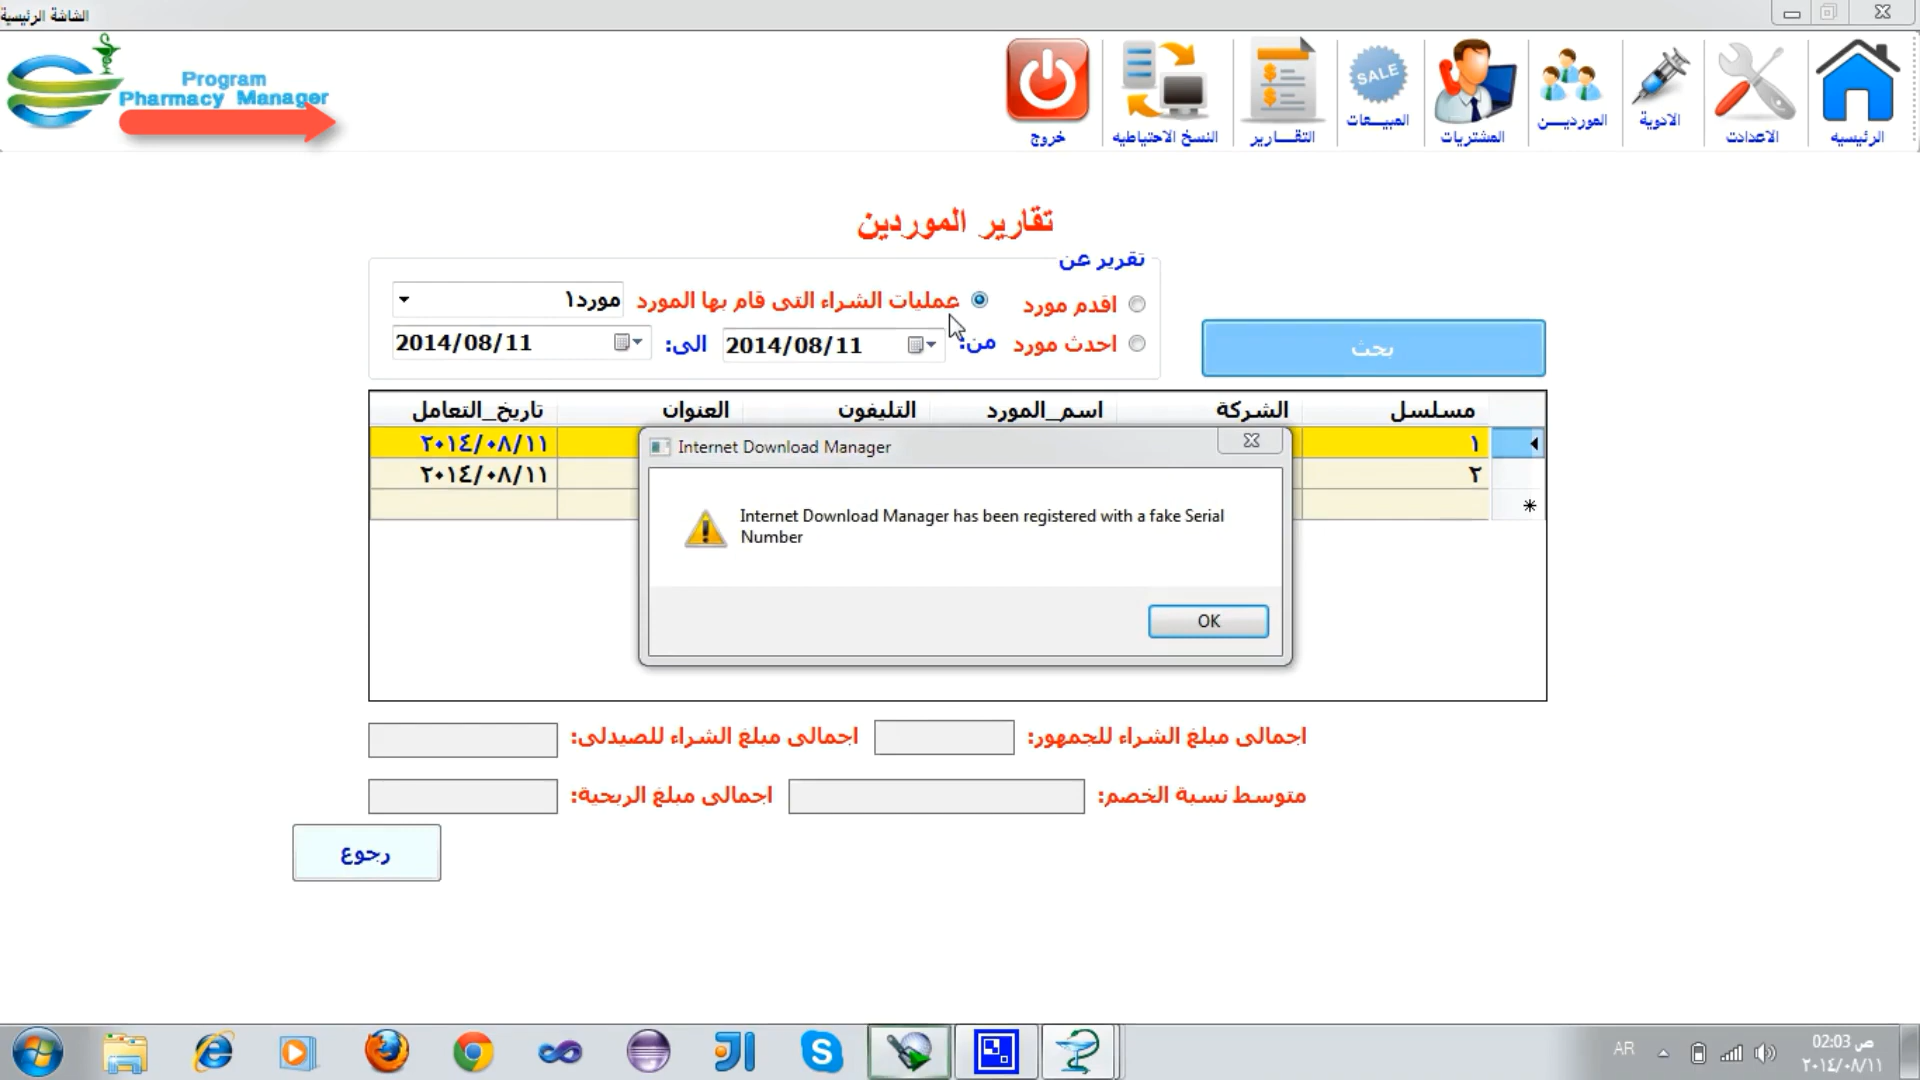 الشاشة الرئيسية
Program
Pharmacy Manager
الرئيسيه
الاعدادت
الادوية
المورديــن
المشتريات
المبيــعات
SALE
التقــارير
النسخ الاحتياطيه
خروج
تقارير الموردين
تقرير عن
اقدم مورد
عمليات الشراء التى قام بها المورد
مورد١
احدث مورد
من:
2014/08/11
الى:
2014/08/11
بحث
مسلسل الشركة اسم_المورد التليفون العنوان تاريخ_التعامل
١ ٢٠١٤/٠٨/١١
٢ ٢٠١٤/٠٨/١١
Internet Download Manager
Internet Download Manager has been registered with a fake Serial
Number
OK
اجمالى مبلغ الشراء للجمهور:
اجمالى مبلغ الشراء للصيدلى:
متوسط نسبة الخصم:
اجمالى مبلغ الربحية:
رجوع
AR
02:03 ص
٢٠١٤/٠٨/١١